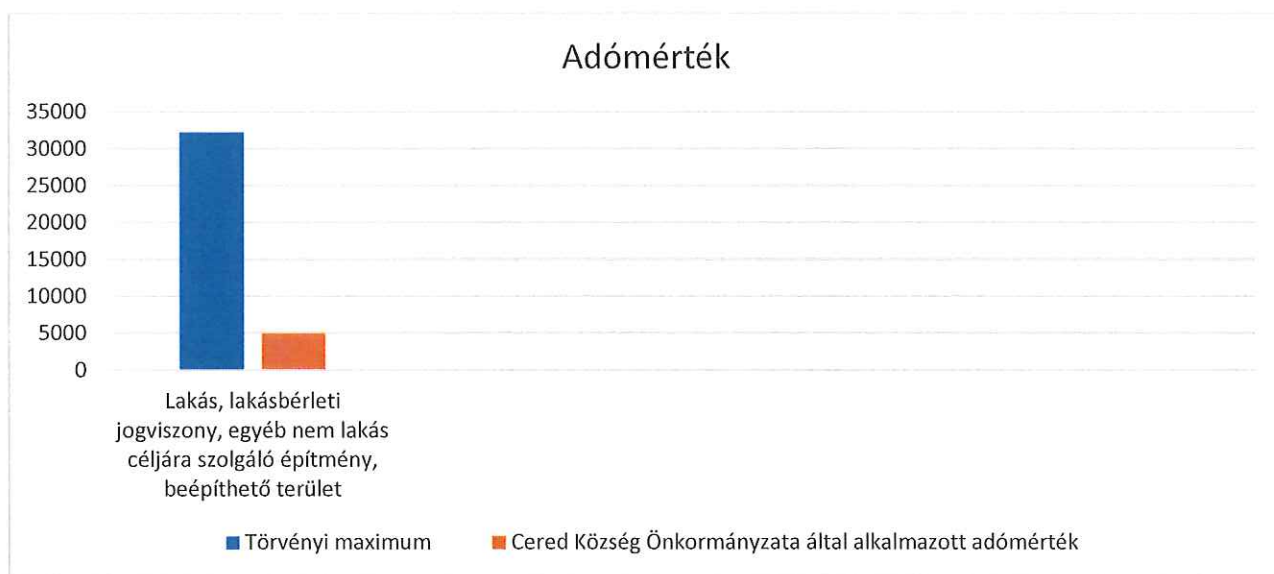 Adómérték
35000
30000
25000
20000
15000
10000
5000
0
Lakás, lakásbérleti
jogviszony, egyéb nem lakás
céljára szolgáló építmény,
beépíthető terület
Törvényi maximum
Cered Község Önkormányzata által alkalmazott adómérték